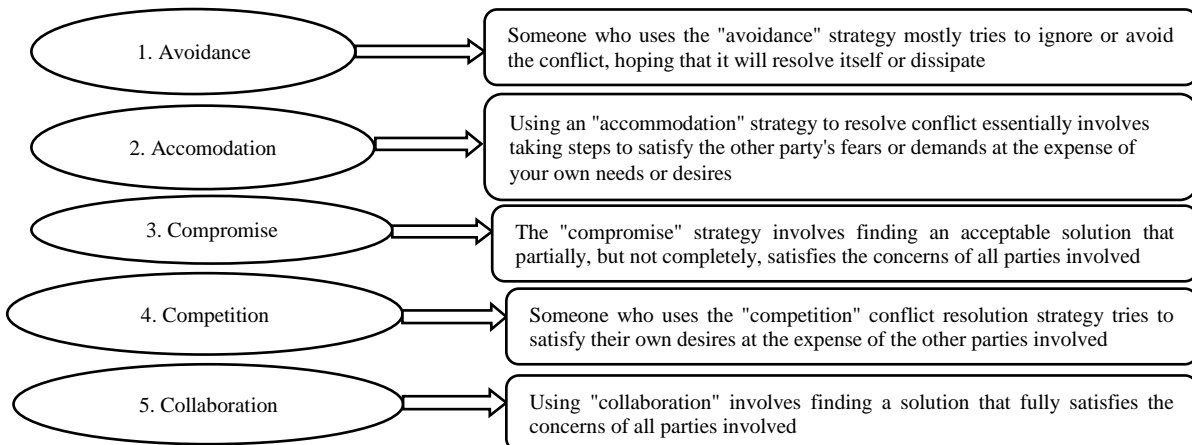 1. Avoidance
Someone who uses the "avoidance" strategy mostly tries to ignore or avoid
the conflict, hoping that it will resolve itself or dissipate
2. Accomodation
Using an "accommodation" strategy to resolve conflict essentially involves
taking steps to satisfy the other party's fears or demands at the expense of
your own needs or desires
3. Compromise
The "compromise" strategy involves finding an acceptable solution that
partially, but not completely, satisfies the concerns of all parties involved
4. Competition
Someone who uses the "competition" conflict resolution strategy tries to
satisfy their own desires at the expense of the other parties involved
5. Collaboration
Using "collaboration" involves finding a solution that fully satisfies the
concerns of all parties involved